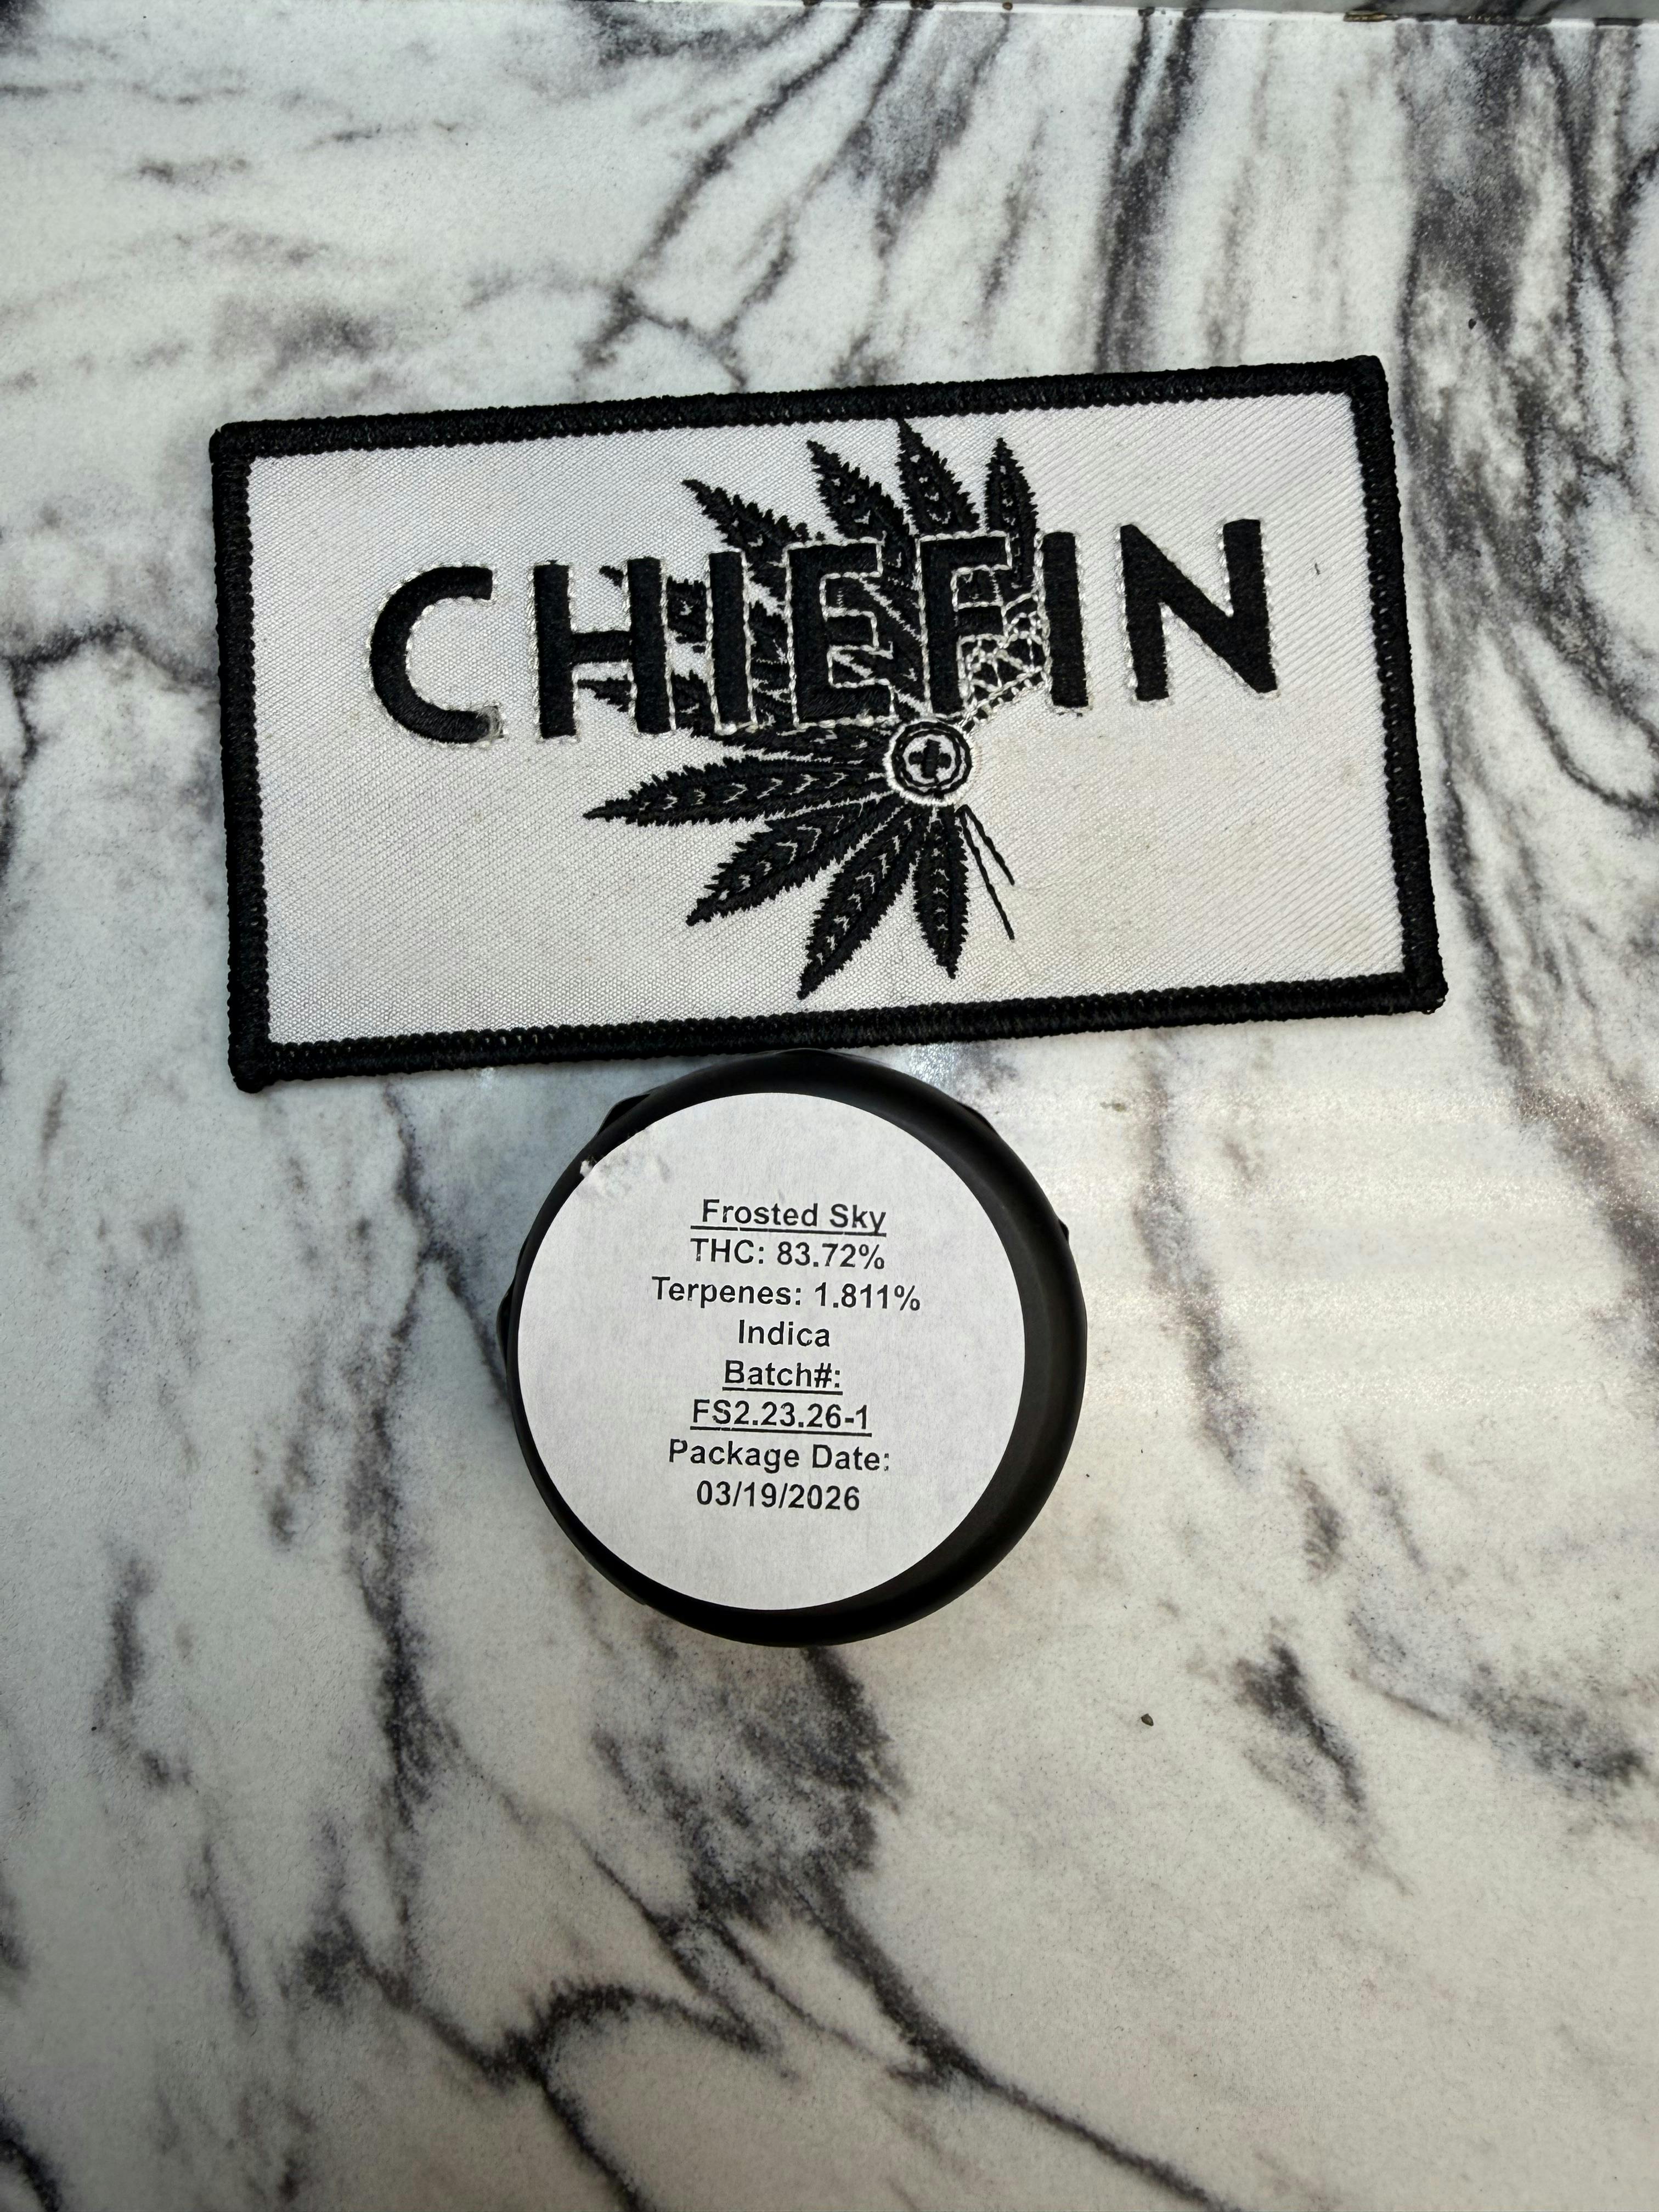 CHIEFIN
Frosted Sky
THC: 83.72%
Terpenes: 1.811%
Indica
Batch#:
FS2.23.26-1
Package Date:
03/19/2026